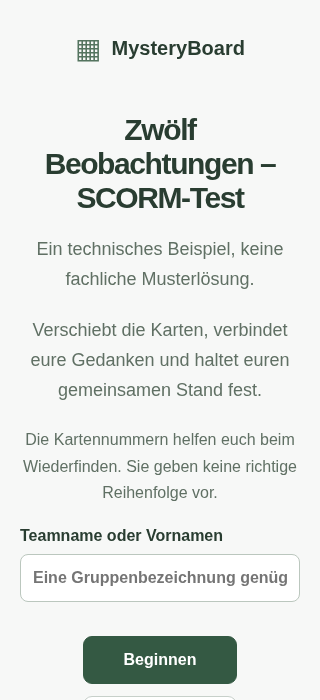 MysteryBoard
Zwölf
Beobachtungen –
SCORM-Test
Ein technisches Beispiel, keine
fachliche Musterlösung.
Verschiebt die Karten, verbindet
eure Gedanken und haltet euren
gemeinsamen Stand fest.
Die Kartennummern helfen euch beim
Wiederfinden. Sie geben keine richtige
Reihenfolge vor.
Teamname oder Vornamen
Eine Gruppenbezeichnung genüg
Beginnen